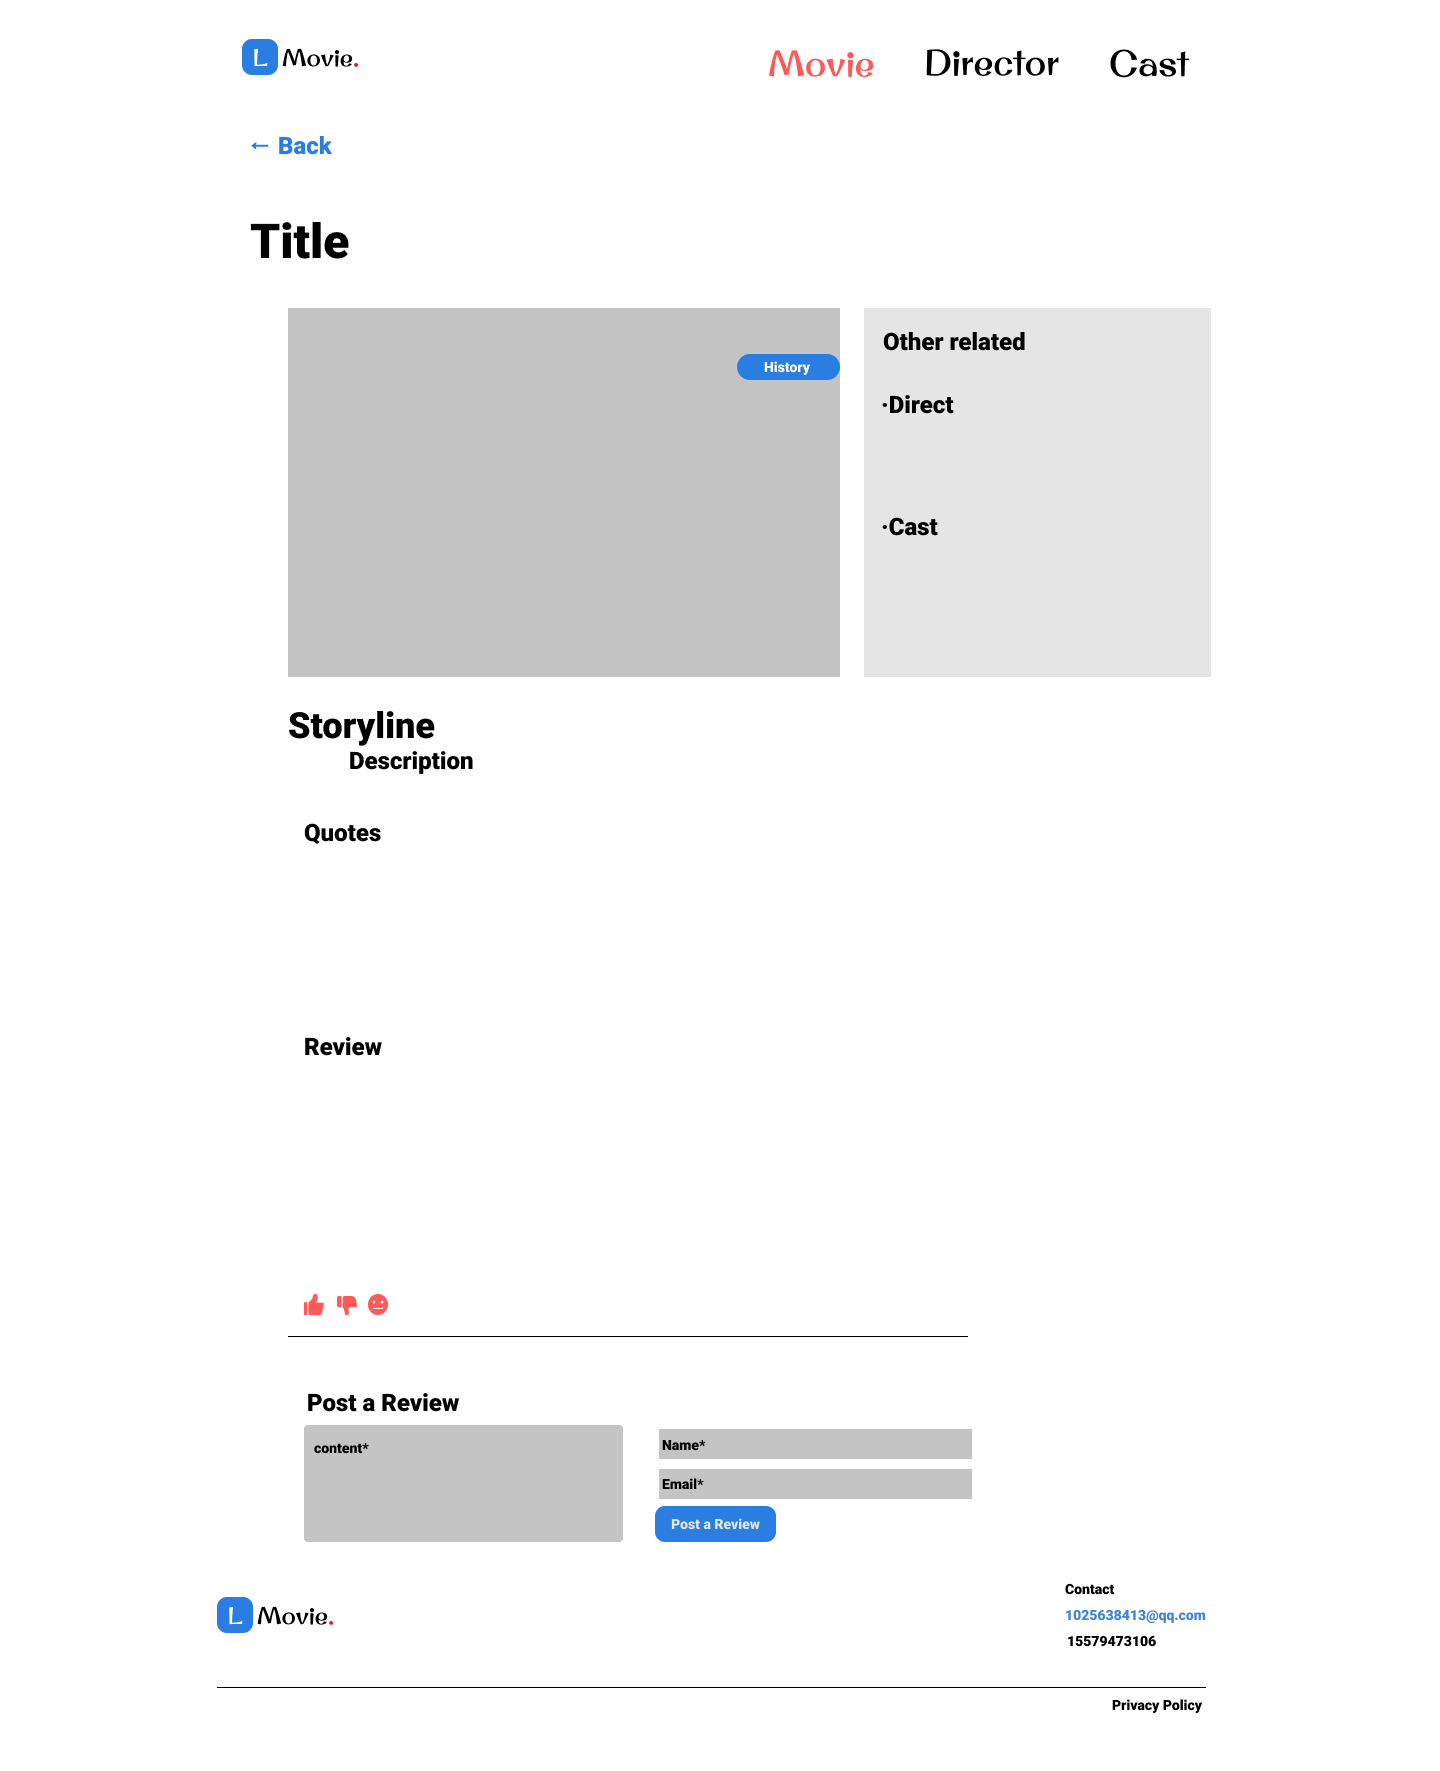 L Movie.
Movie Director Cast
← Back
Title
History
Other related
·Direct
·Cast
Storyline
Description
Quotes
Review
Post a Review
content*
Name*
Email*
Post a Review
L Movie.
Contact
1025638413@qq.com
15579473106
Privacy Policy